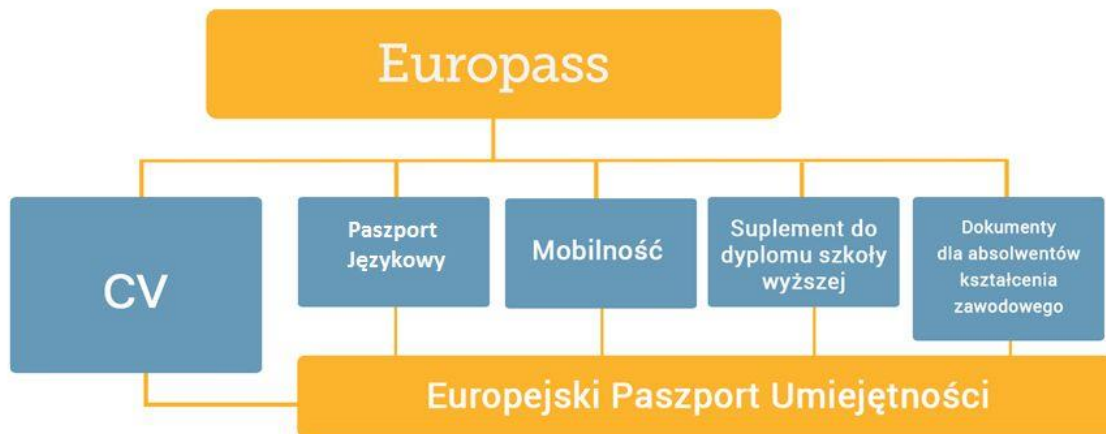 Europass
CV
Paszport
Językowy
Mobilność
Suplement do
dyplomu szkoły
wyższej
Dokumenty
dla absolwentów
kształcenia
zawodowego
Europejski Paszport Umiejętności